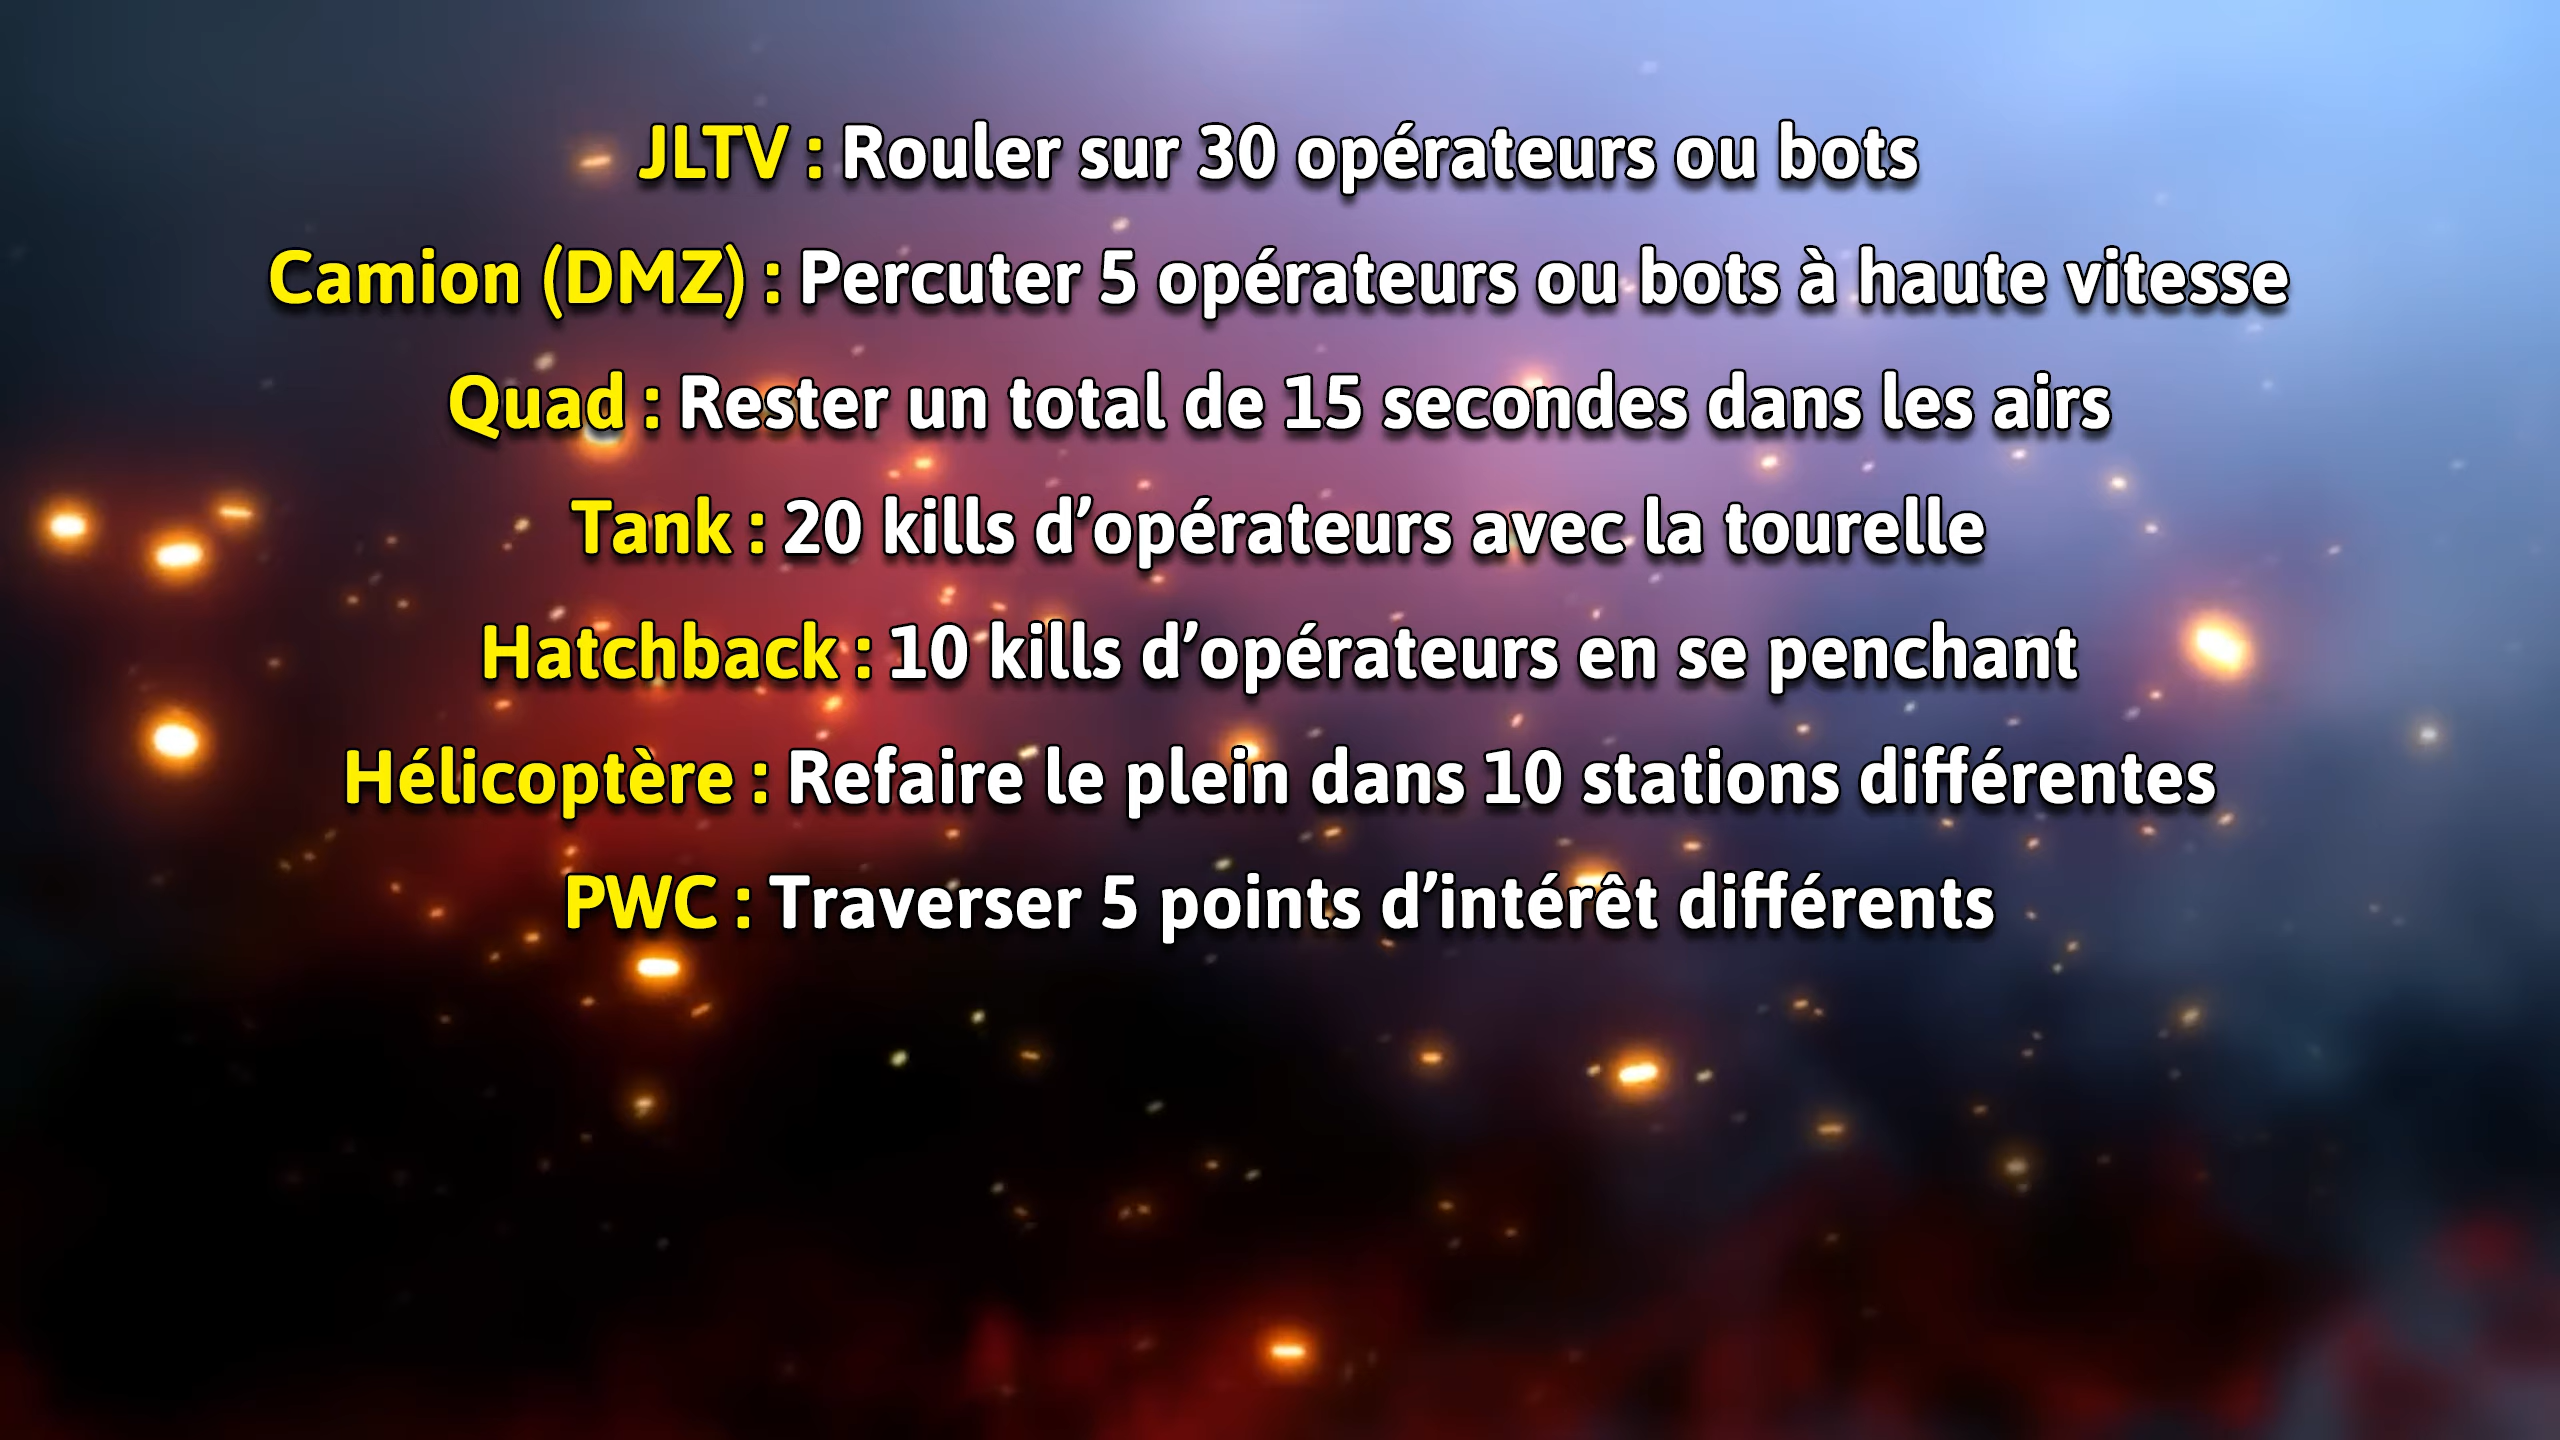 JLTV : Rouler sur 30 opérateurs ou bots
Camion (DMZ) : Percuter 5 opérateurs ou bots à haute vitesse
Quad : Rester un total de 15 secondes dans les airs
Tank : 20 kills d’opérateurs avec la tourelle
Hatchback : 10 kills d’opérateurs en se penchant
Hélicoptère : Refaire le plein dans 10 stations différentes
PWC : Traverser 5 points d’intérêt différents